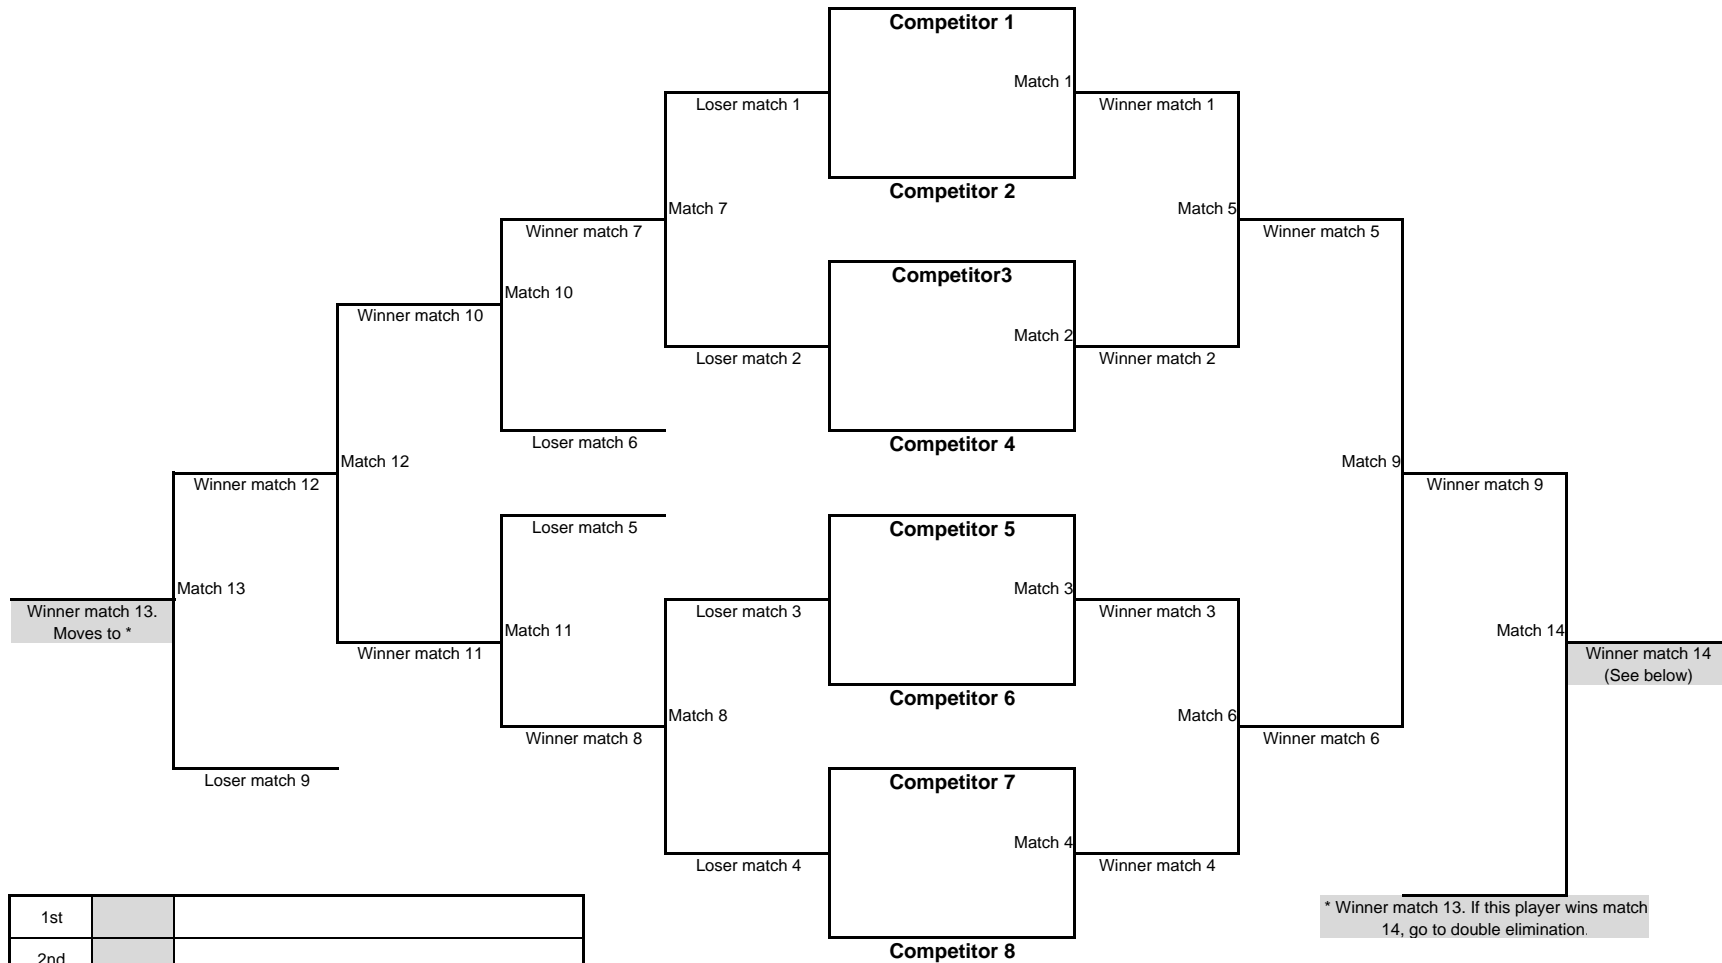 Competitor 1
Match 1
Loser match 1
Winner match 1
Competitor 2
Match 7
Match 5
Winner match 7
Winner match 5
Competitor3
Match 10
Winner match 10
Match 2
Loser match 2
Winner match 2
Loser match 6
Competitor 4
Match 12
Match 9
Winner match 12
Winner match 9
Loser match 5
Competitor 5
Match 13
Match 3
Winner match 13.
Moves to *
Loser match 3
Winner match 3
Match 11
Match 14
Winner match 11
Winner match 14
(See below)
Competitor 6
Match 8
Match 6
Winner match 8
Winner match 6
Loser match 9
Competitor 7
Match 4
Loser match 4
Winner match 4
1st
* Winner match 13. If this player wins match
14, go to double elimination.
Competitor 8
2nd